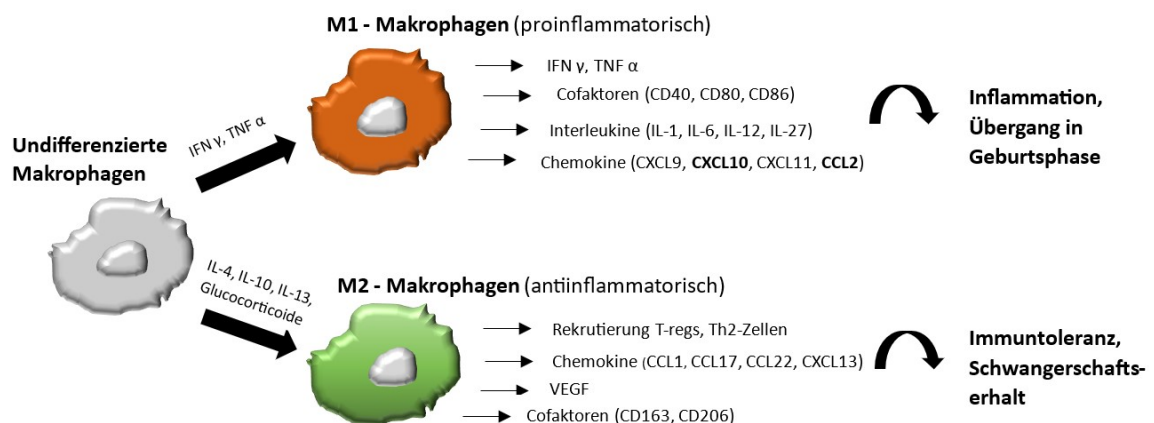 M1 - Makrophagen (proinflammatorisch)
IFN γ, TNF α
Cofaktoren (CD40, CD80, CD86)
Interleukine (IL-1, IL-6, IL-12, IL-27)
Chemokine (CXCL9, CXCL10, CXCL11, CCL2)
Inflammation,
Übergang in
Geburtsphase
Undifferenzierte
Makrophagen
IFN γ, TNF α
IL-4, IL-10, IL-13,
Glucocorticoide
M2 - Makrophagen (antiinflammatorisch)
Rekrutierung T-regs, Th2-Zellen
Chemokine (CCL1, CCL17, CCL22, CXCL13)
VEGF
Cofaktoren (CD163, CD206)
Immuntoleranz,
Schwangerschafts-
erhalt